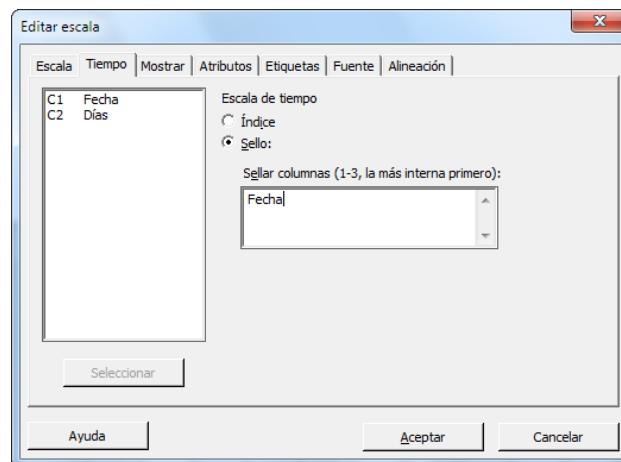 Editar escala
Escala Tiempo Mostrar Atributos Etiquetas Fuente Alineación
C1 Fecha
C2 Días
Escala de tiempo
Índice
Sello:
Sellar columnas (1-3, la más interna primero):
Fecha
Seleccionar
Ayuda Aceptar Cancelar